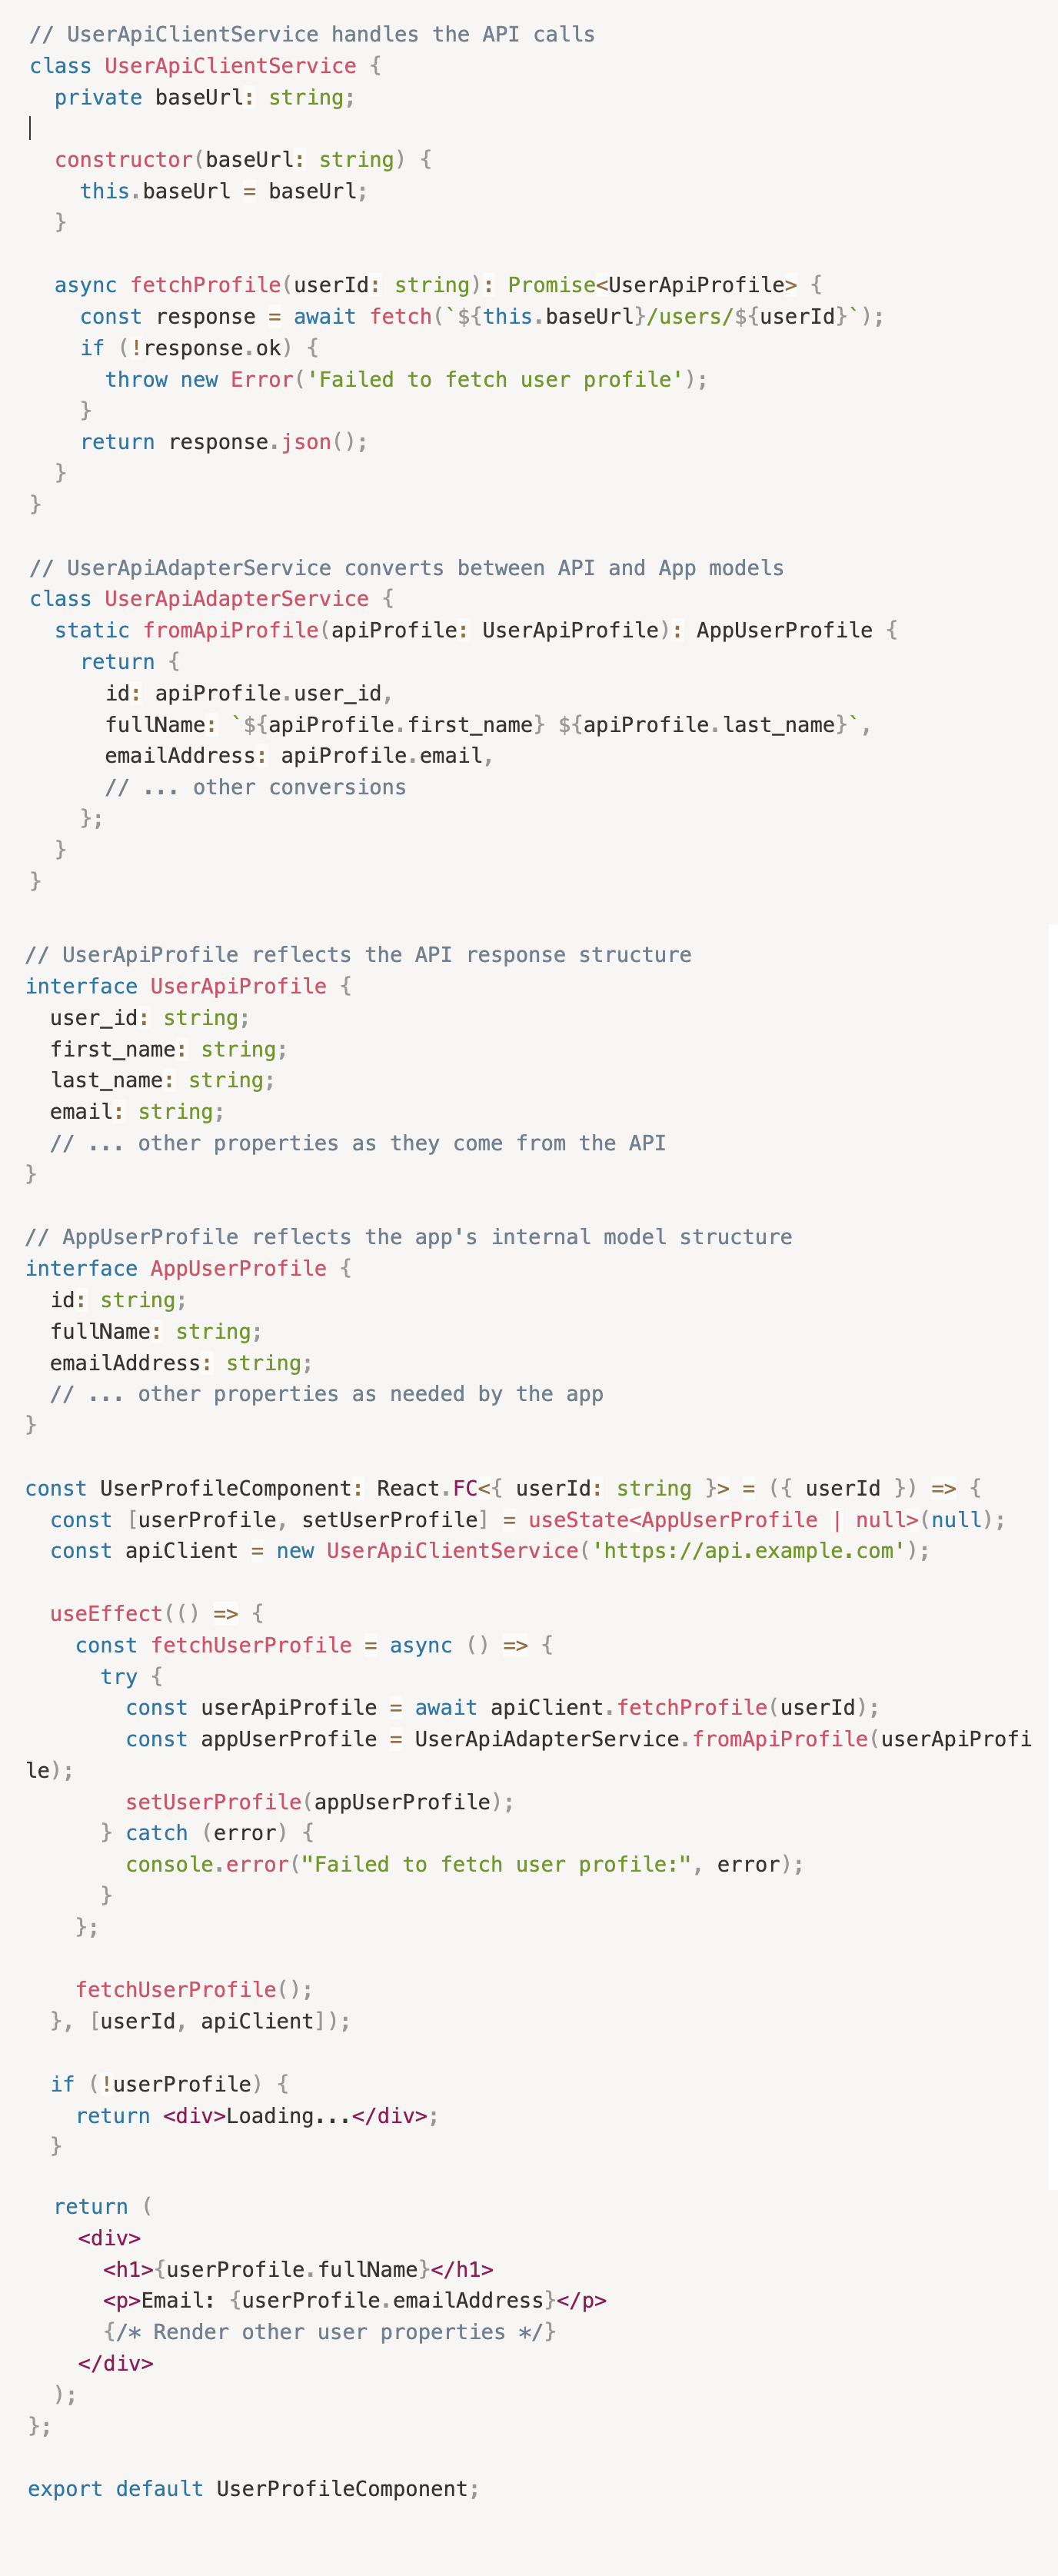 // UserApiClientService handles the API calls
class UserApiClientService {
  private baseUrl: string;

  constructor(baseUrl: string) {
    this.baseUrl = baseUrl;
  }

  async fetchProfile(userId: string): Promise<UserApiProfile> {
    const response = await fetch(`${this.baseUrl}/users/${userId}`);
    if (!response.ok) {
      throw new Error('Failed to fetch user profile');
    }
    return response.json();
  }
}

// UserApiAdapterService converts between API and App models
class UserApiAdapterService {
  static fromApiProfile(apiProfile: UserApiProfile): AppUserProfile {
    return {
      id: apiProfile.user_id,
      fullName: `${apiProfile.first_name} ${apiProfile.last_name}`,
      emailAddress: apiProfile.email,
      // ... other conversions
    };
  }
}

// UserApiProfile reflects the API response structure
interface UserApiProfile {
  user_id: string;
  first_name: string;
  last_name: string;
  email: string;
  // ... other properties as they come from the API
}

// AppUserProfile reflects the app's internal model structure
interface AppUserProfile {
  id: string;
  fullName: string;
  emailAddress: string;
  // ... other properties as needed by the app
}

const UserProfileComponent: React.FC<{ userId: string }> = ({ userId }) => {
  const [userProfile, setUserProfile] = useState<AppUserProfile | null>(null);
  const apiClient = new UserApiClientService('https://api.example.com');

  useEffect(() => {
    const fetchUserProfile = async () => {
      try {
        const userApiProfile = await apiClient.fetchProfile(userId);
        const appUserProfile = UserApiAdapterService.fromApiProfile(userApiProfi
le);
        setUserProfile(appUserProfile);
      } catch (error) {
        console.error("Failed to fetch user profile:", error);
      }
    };

    fetchUserProfile();
  }, [userId, apiClient]);

  if (!userProfile) {
    return <div>Loading...</div>;
  }

  return (
    <div>
      <h1>{userProfile.fullName}</h1>
      <p>Email: {userProfile.emailAddress}</p>
      {/* Render other user properties */}
    </div>
  );
};

export default UserProfileComponent;